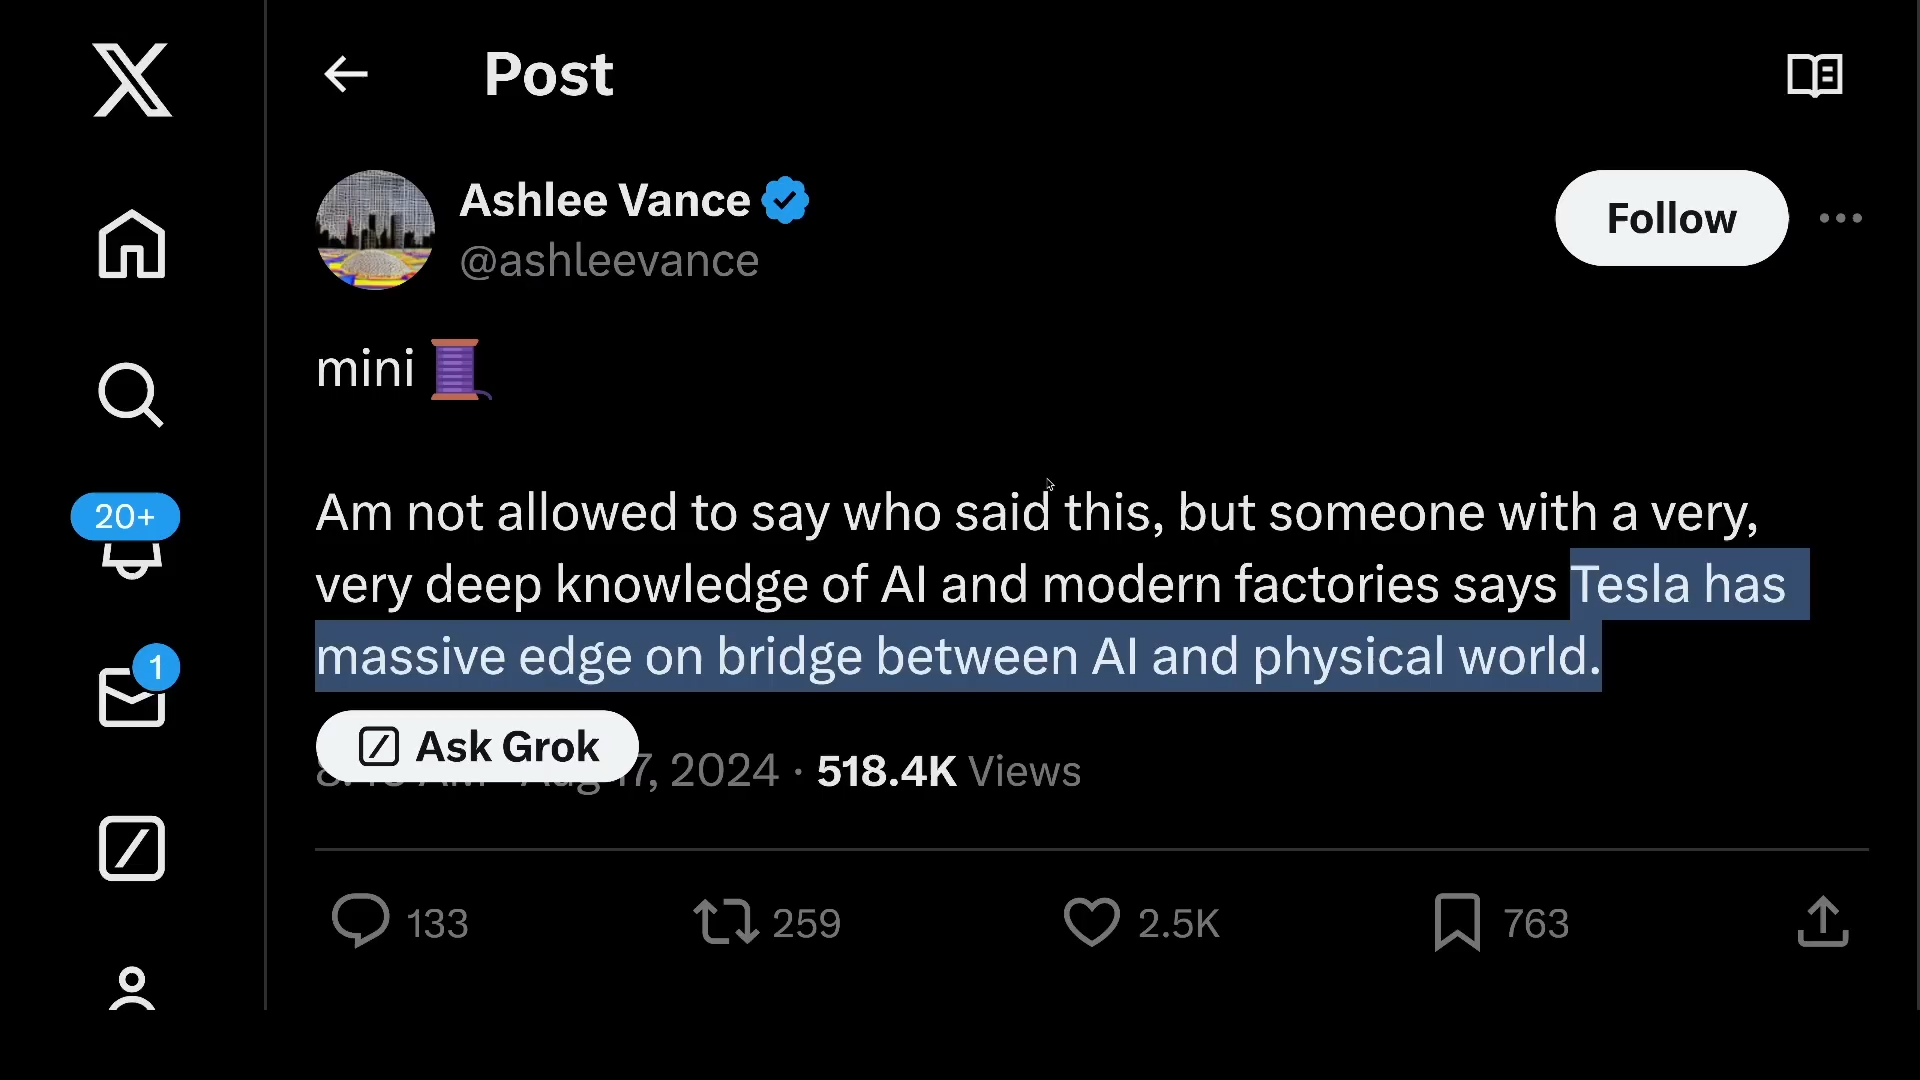 Post
Ashlee Vance
@ashleevance
Follow
mini
Am not allowed to say who said this, but someone with a very,
very deep knowledge of AI and modern factories says Tesla has
massive edge on bridge between AI and physical world.
Ask Grok
2024 · 518.4K Views
20+
1
133
259
2.5K
763